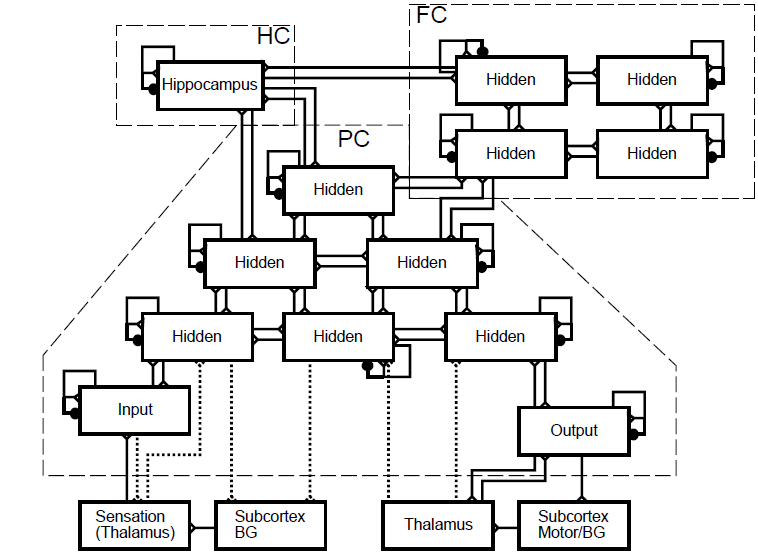 FC
HC
Hippocampus
Hidden
Hidden
PC
Hidden
Hidden
Hidden
Hidden
Hidden
Hidden
Hidden
Hidden
Input
Output
Sensation
(Thalamus)
Subcortex
BG
Thalamus
Subcortex
Motor/BG